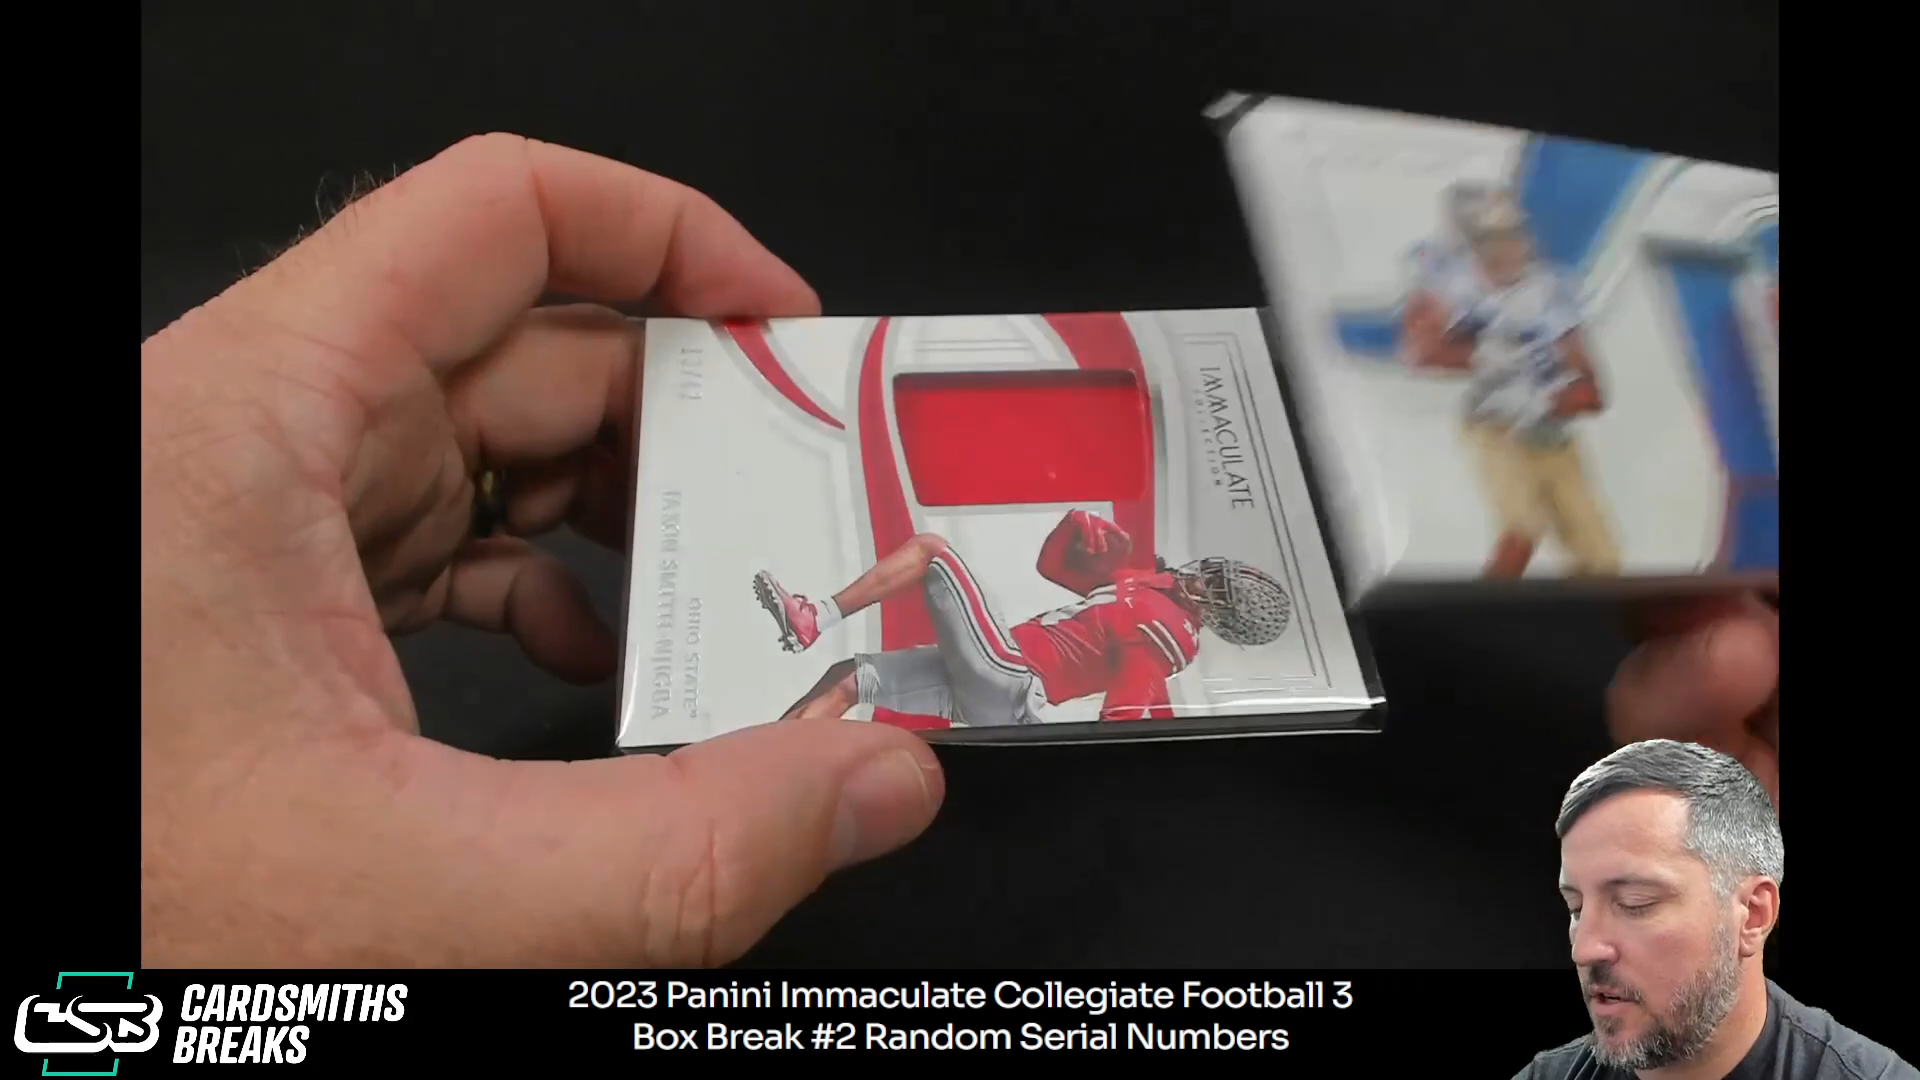 IMMACULATE
COLLECTION
OHIO STATE
JAXON SMITH-NJIGBA
CSB
CARDSMITHS
BREAKS
2023 Panini Immaculate Collegiate Football 3
Box Break #2 Random Serial Numbers